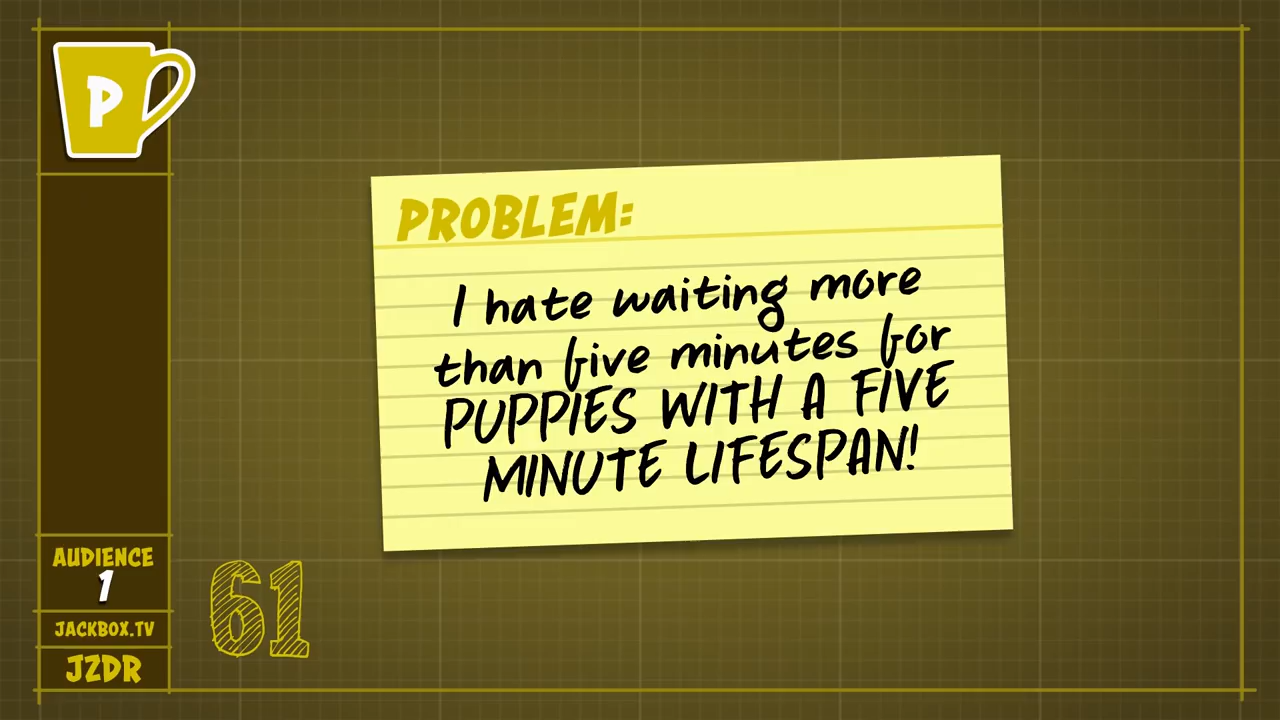 P
PROBLEM:
I hate waiting more
than five minutes for
PUPPIES WITH A FIVE
MINUTE LIFESPAN!
AUDIENCE
1
JACKBOX.TV
JZDR
61